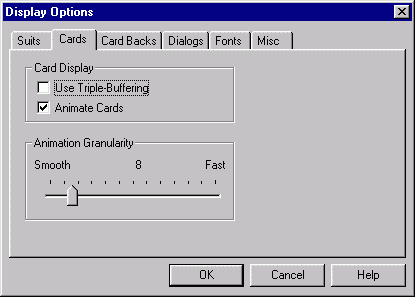 Display Options
Suits Cards Card Backs Dialogs Fonts Misc
Card Display
Use Triple-Buffering
Animate Cards
Animation Granularity
Smooth 8 Fast
OK Cancel Help